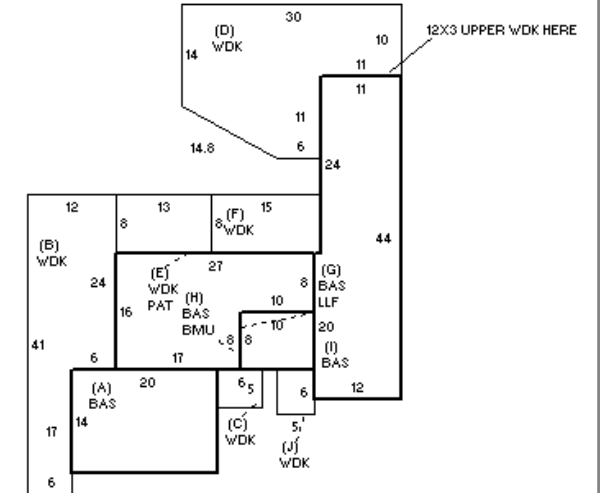 30
(D)
WDK
10
12X3 UPPER WDK HERE
14
11
11
11
6
14.8
24
12
13
15
8
8
(F)
WDK
(B)
WDK
44
27
(E)
WDK
PAT
(G)
BAS
LLF
24
8
(H)
BAS
BMU
10
16
10
20
8
8
(I)
BAS
41
6
17
20
(A)
BAS
6
5
6
12
14
17
(C)
WDK
5
(J)
WDK
6